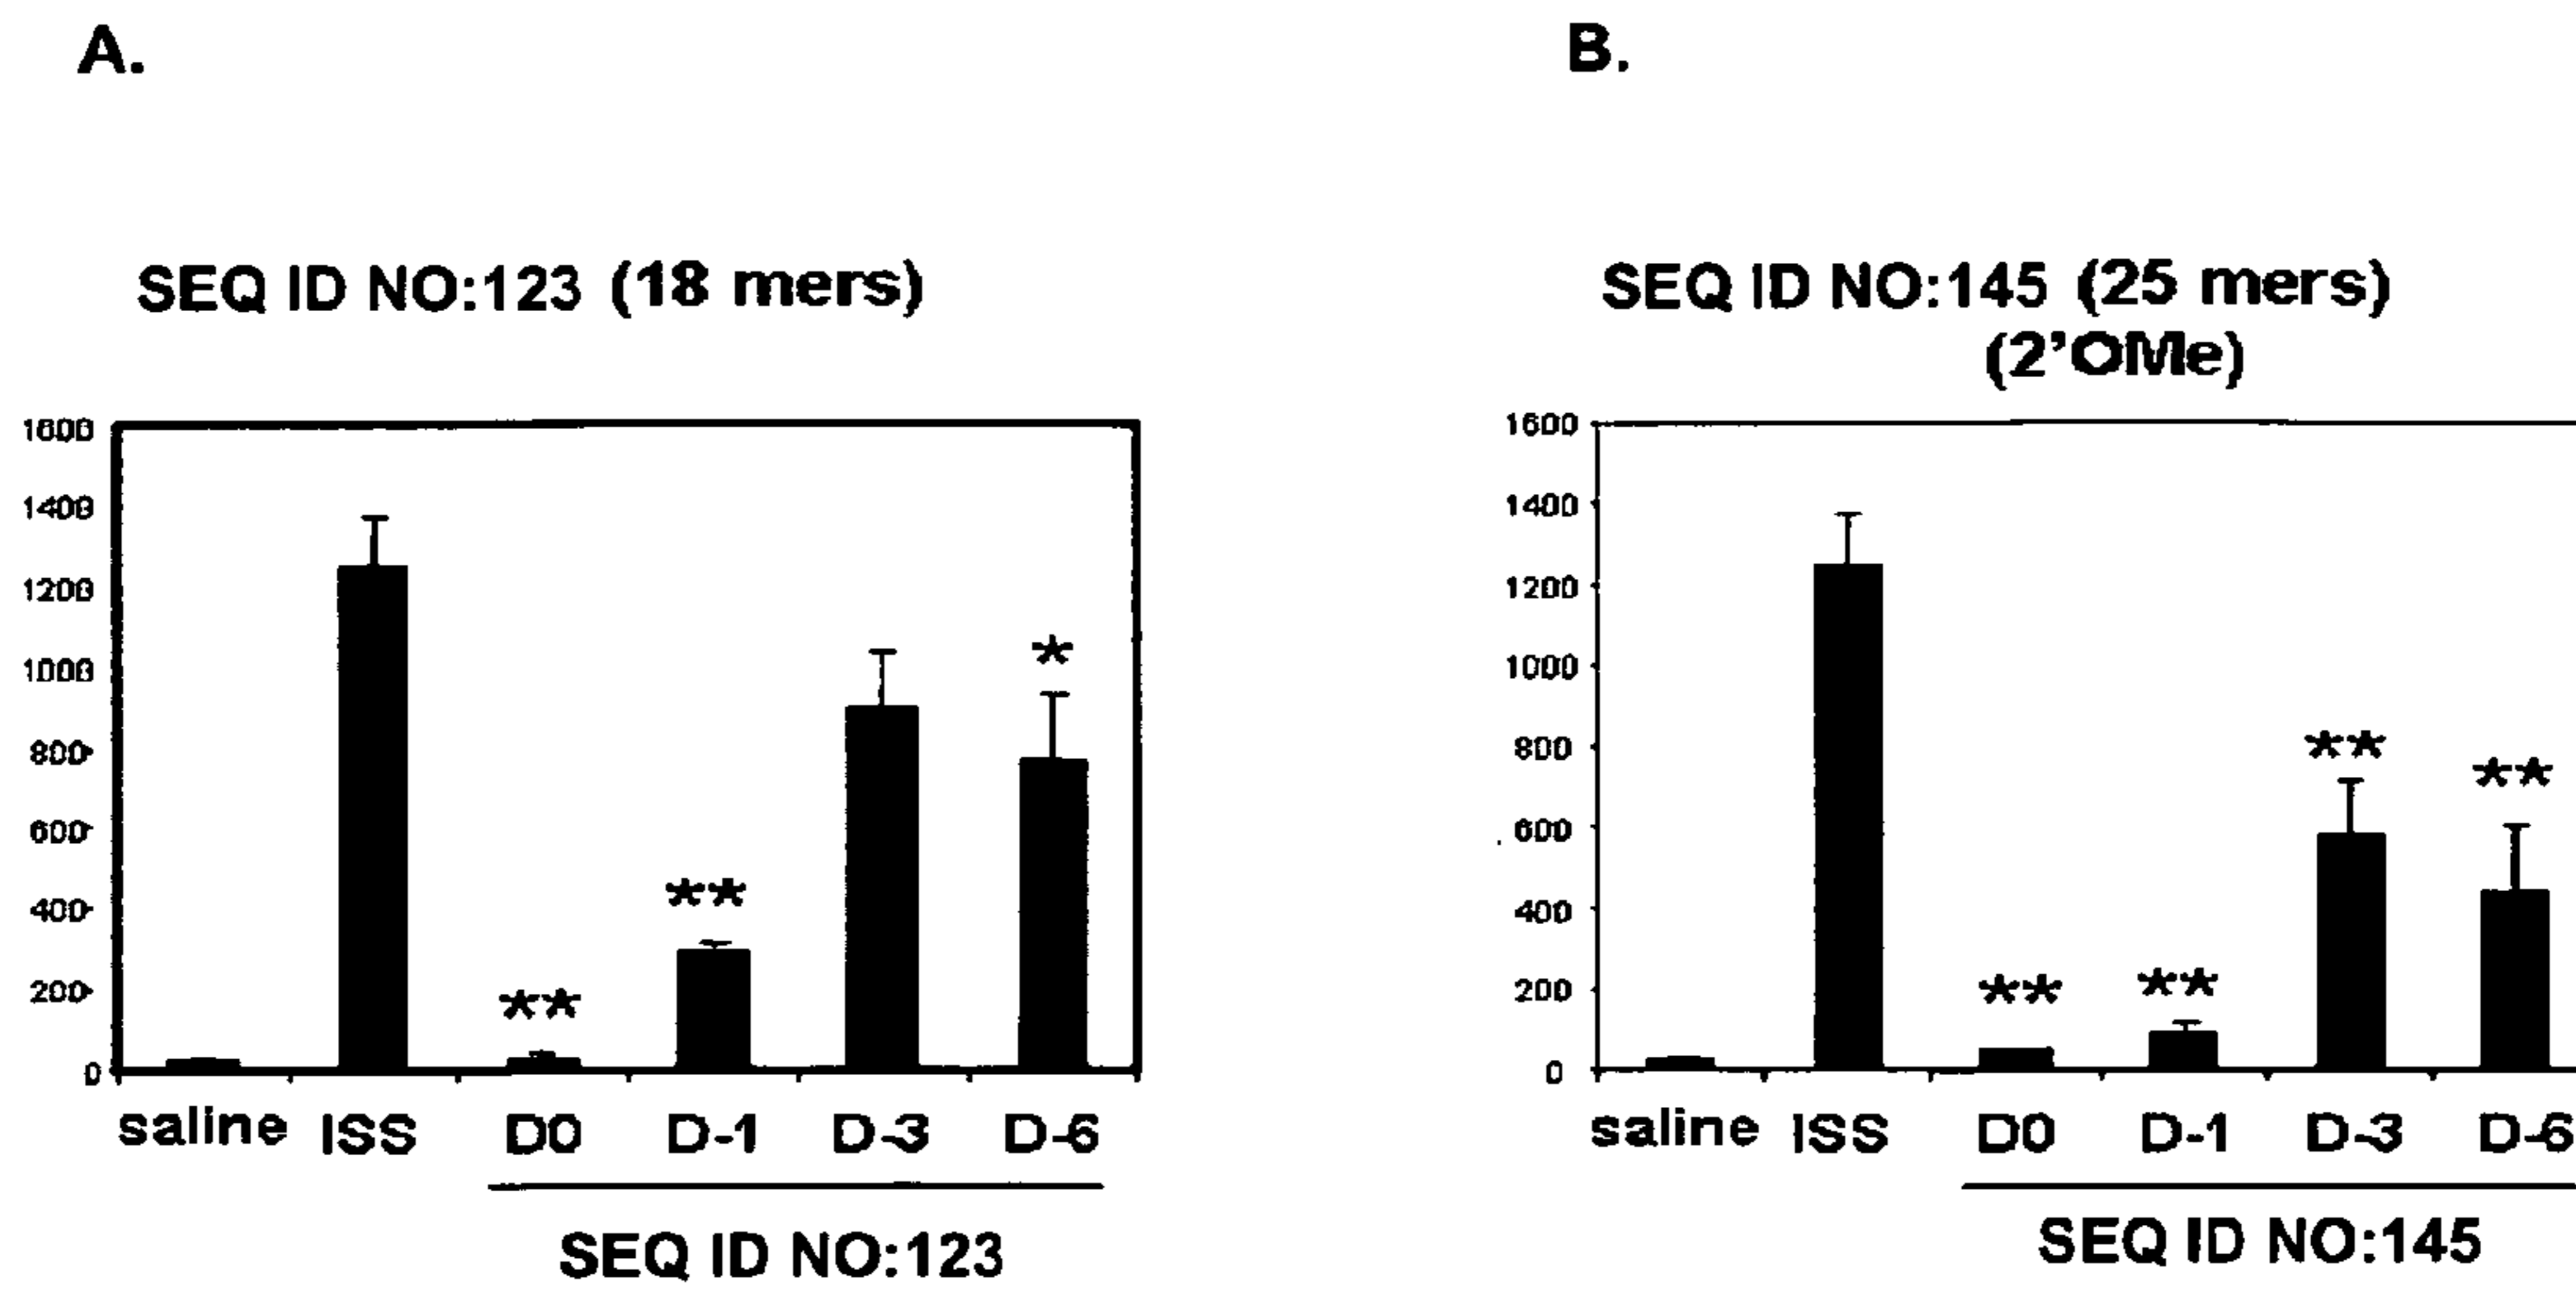 A.
B.
SEQ ID NO:123 (18 mers)
SEQ ID NO:145 (25 mers)
(2'OMe)
1600
1400
1200
1000
800
600
400
200
0
**
**
*
saline ISS D0 D-1 D-3 D-6
SEQ ID NO:123
1600
1400
1200
1000
800
600
400
200
0
**
**
**
**
saline ISS D0 D-1 D-3 D-6
SEQ ID NO:145